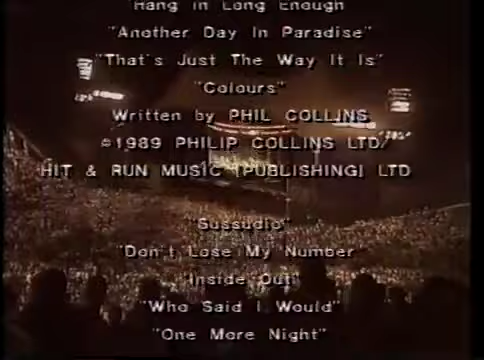 Hang In Long Enough"
"Another Day In Paradise"
"That's Just The Way It Is"
"Colours"
Written by PHIL COLLINS
©1989 PHILIP COLLINS LTD/
HIT & RUN MUSIC (PUBLISHING) LTD
"Sussudio"
"Don't Lose My Number
"Inside Out"
"Who Said I Would"
"One More Night"